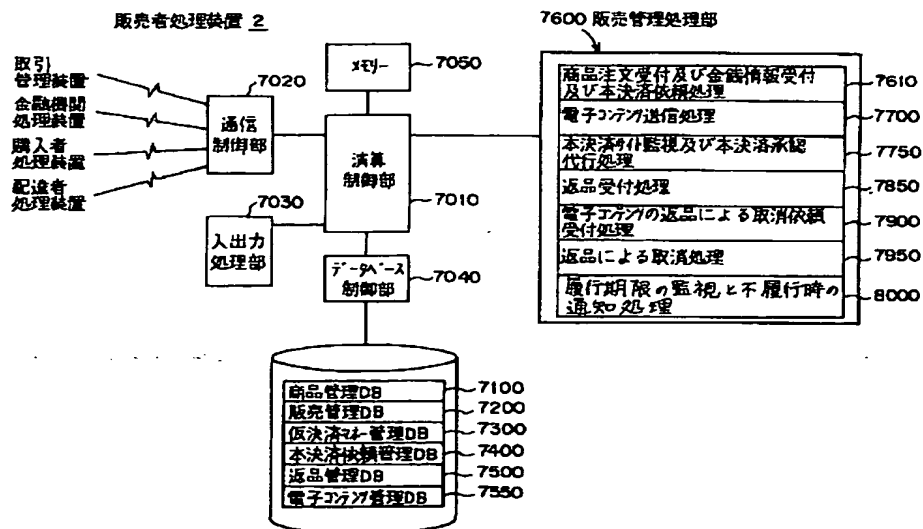 販売者処理装置 2
取引
管理装置
金融機関
処理装置
購入者
処理装置
配達者
処理装置
7020
通信
制御部
7050
メモリー
演算
制御部
7010
7030
入出力
処理部
データベース
制御部
7040
商品管理DB
7100
販売管理DB
7200
仮決済マネー管理DB
7300
本決済依頼管理DB
7400
返品管理DB
7500
電子コンテンツ管理DB
7550
7600 販売管理処理部
商品注文受付及び金銭情報受付
及び本決済依頼処理
7610
電子コンテンツ送信処理
7700
本決済サイト監視及び本決済承認
代行処理
7750
返品受付処理
7850
電子コンテンツの返品による取消依頼
受付処理
7900
返品による取消処理
7950
履行期限の監視と不履行時の
通知処理
8000